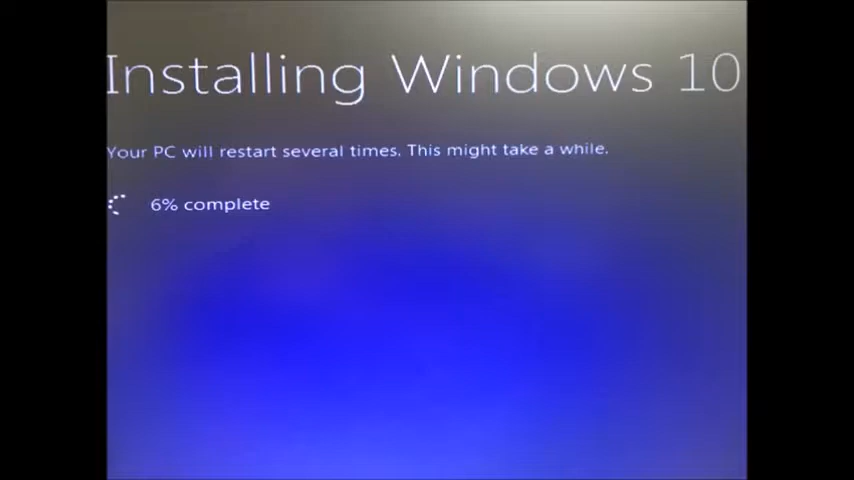 Installing Windows 10
Your PC will restart several times. This might take a while.
6% complete